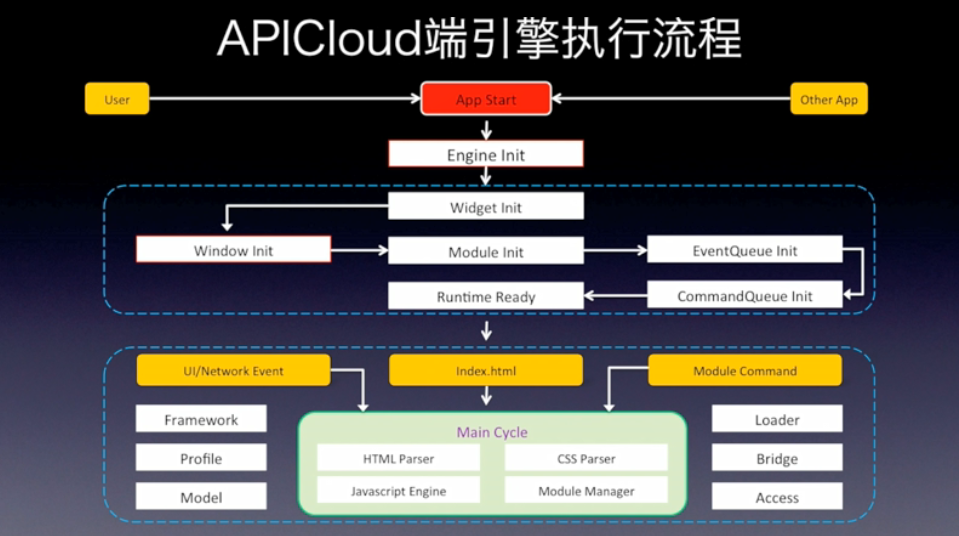 APICloud端引擎执行流程
User
App Start
Other App
Engine Init
Widget Init
Window Init
Module Init
EventQueue Init
Runtime Ready
CommandQueue Init
UI/Network Event
Index.html
Module Command
Framework
Profile
Model
Main Cycle
HTML Parser
CSS Parser
Javascript Engine
Module Manager
Loader
Bridge
Access